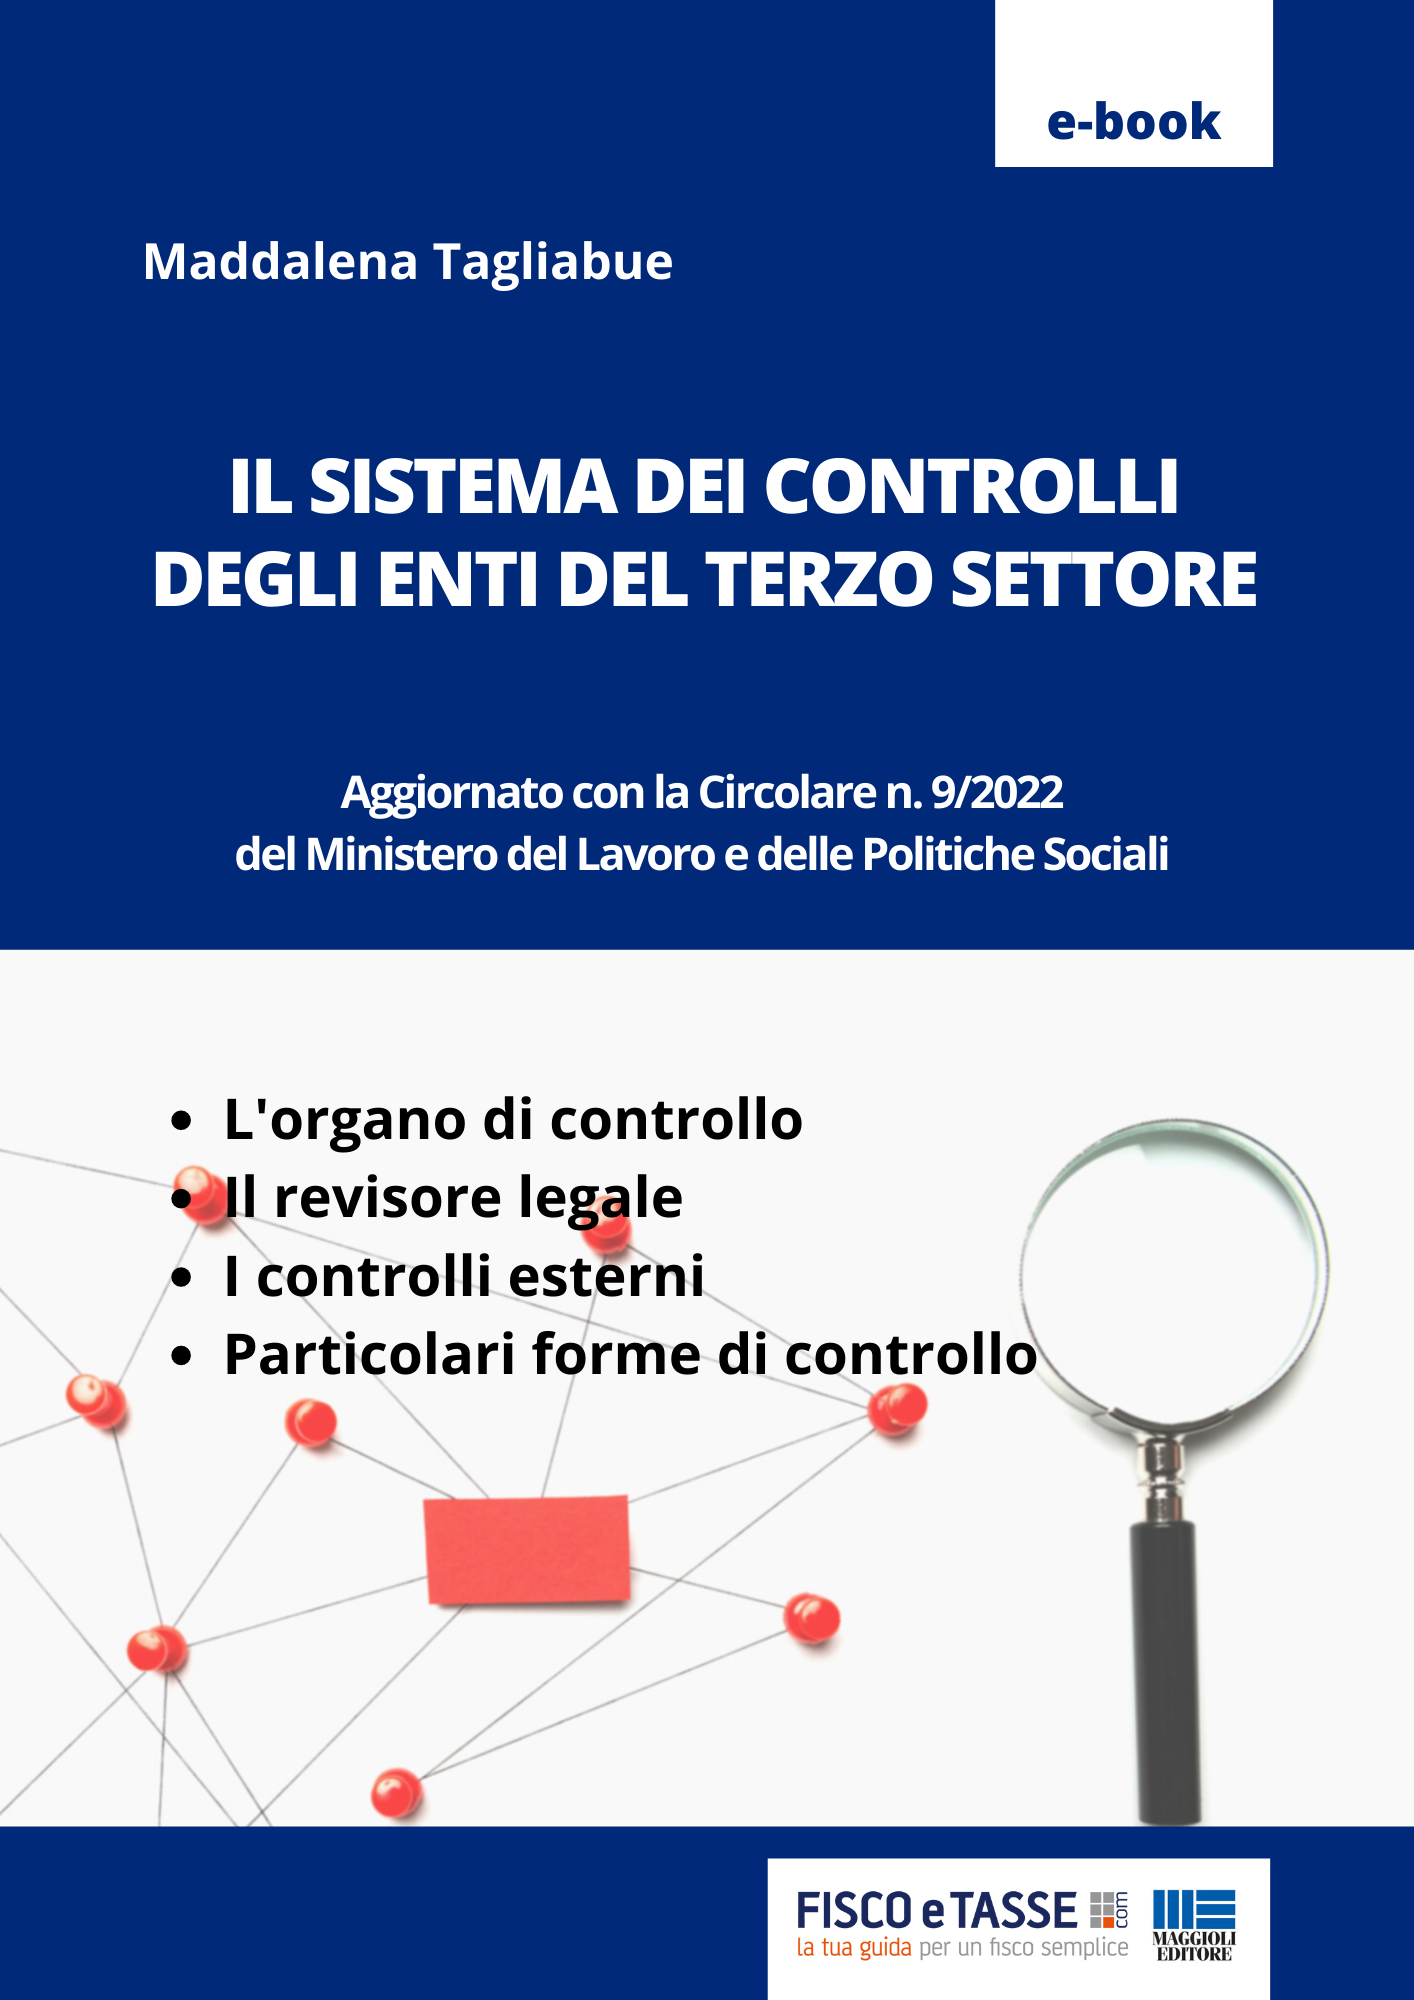 e-book
Maddalena Tagliabue
IL SISTEMA DEI CONTROLLI
DEGLI ENTI DEL TERZO SETTORE
Aggiornato con la Circolare n. 9/2022
del Ministero del Lavoro e delle Politiche Sociali
• L'organo di controllo
• Il revisore legale
• I controlli esterni
• Particolari forme di controllo
FISCO e TASSE .com
la tua guida per un fisco semplice
MAGGIOLI
EDITORE